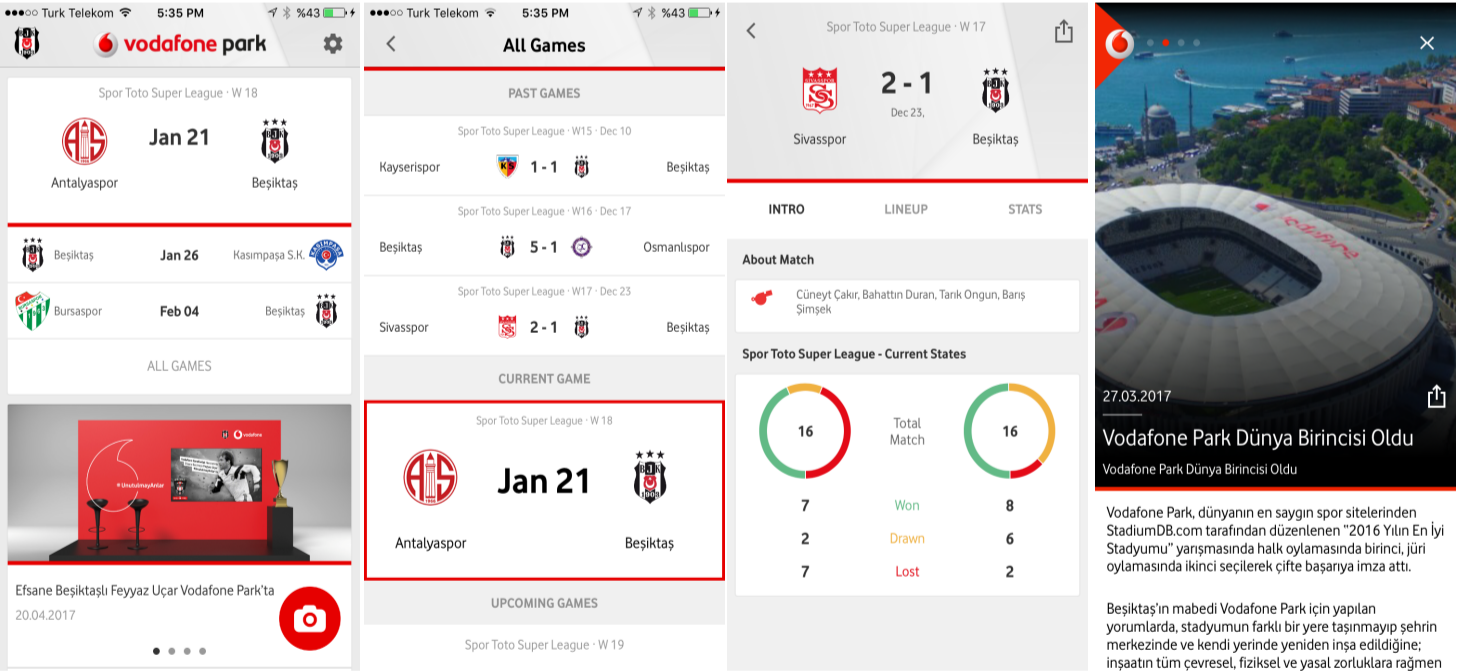 Turk Telekom 5:35 PM %43
vodafone park
Spor Toto Super League · W 18
Jan 21
Antalyaspor Beşiktaş
Beşiktaş Jan 26 Kasımpaşa S.K.
Bursaspor Feb 04 Beşiktaş
ALL GAMES
vodafone
#UnutulmayAnlar
Efsane Beşiktaşlı Feyyaz Uçar Vodafone Park'ta
20.04.2017
Turk Telekom 5:35 PM %43
All Games
PAST GAMES
Spor Toto Super League · W15 · Dec 10
Kayserispor 1 - 1 Beşiktaş
Spor Toto Super League · W16 · Dec 17
Beşiktaş 5 - 1 Osmanlıspor
Spor Toto Super League · W17 · Dec 23
Sivasspor 2 - 1 Beşiktaş
CURRENT GAME
Spor Toto Super League · W 18
Jan 21
Antalyaspor Beşiktaş
UPCOMING GAMES
Spor Toto Super League · W 19
Spor Toto Super League · W 17
2 - 1
Dec 23,
Sivasspor Beşiktaş
INTRO LINEUP STATS
About Match
Cüneyt Çakır, Bahattın Duran, Tarık Ongun, Barış
Şimşek
Spor Toto Super League - Current States
16 Total 16
Match
7 Won 8
2 Drawn 6
7 Lost 2
27.03.2017
Vodafone Park Dünya Birincisi Oldu
Vodafone Park Dünya Birincisi Oldu
Vodafone Park, dünyanın en saygın spor sitelerinden
StadiumDB.com tarafından düzenlenen "2016 Yılın En İyi
Stadyumu" yarışmasında halk oylamasında birinci, jüri
oylamasında ikinci seçilerek çifte başarıya imza attı.
Beşiktaş'ın mabedi Vodafone Park için yapılan
yorumlarda, stadyumun farklı bir yere taşınmayıp şehrin
merkezinde ve kendi yerinde yeniden inşa edildiğine;
inşaatın tüm çevresel, fiziksel ve yasal zorluklara rağmen